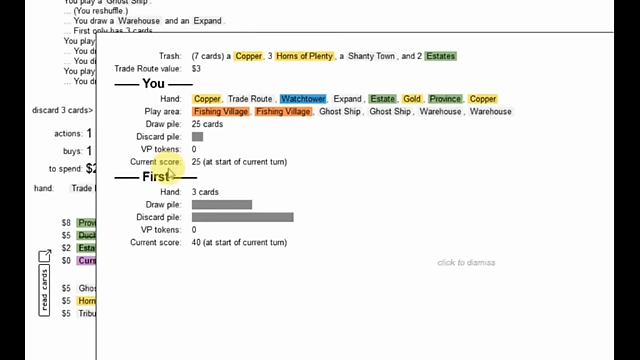 You play a Ghost Ship.
... (You reshuffle.)
... (You draw a Warehouse and an Expand.
... First only has 3 cards
You play
... You d
... You di
You play
... You d
discard 3 cards>
actions: 1
buys: 1
to spend: $2
hand: Trade
$8 Prov
$5 Duch
$2 Esta
$0 Curs
read cards
$5 Ghos
$5 Horn
$5 Tribu
Trash: (7 cards) a Copper, 3 Horns of Plenty, a Shanty Town, and 2 Estates
Trade Route value: $3
You
Hand: Copper, Trade Route, Watchtower, Expand, Estate, Gold, Province, Copper
Play area: Fishing Village, Fishing Village, Ghost Ship, Ghost Ship, Warehouse, Warehouse
Draw pile: 25 cards
Discard pile:
VP tokens: 0
Current score: 25 (at start of current turn)
First
Hand: 3 cards
Draw pile:
Discard pile:
VP tokens: 0
Current score: 40 (at start of current turn)
click to dismiss